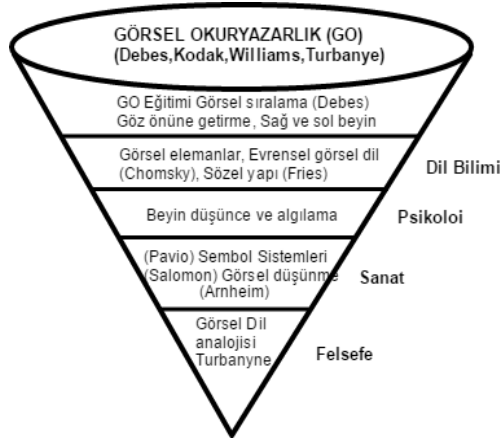 GÖRSEL OKURYAZARLIK (GO)
(Debes,Kodak,Williams,Turbanye)
GO Eğitimi Görsel sıralama (Debes)
Göz önüne getirme, Sağ ve sol beyin
Görsel elemanlar, Evrensel görsel dil
(Chomsky), Sözel yapı (Fries)
Dil Bilimi
Beyin düşünce ve algılama
Psikoloi
(Pavio) Sembol Sistemleri
(Salomon) Görsel düşünme
(Arnheim)
Sanat
Görsel Dil
analojisi
Turbanyne
Felsefe